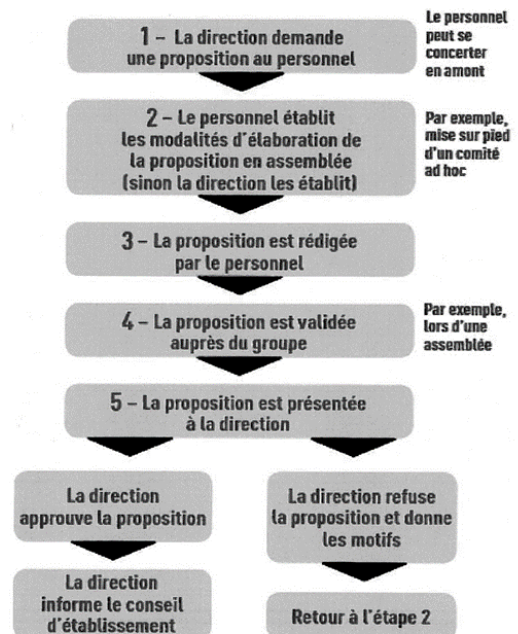 1 – La direction demande
une proposition au personnel
Le personnel
peut se
concerter
en amont
2 – Le personnel établit
les modalités d'élaboration de
la proposition en assemblée
(sinon la direction les établit)
Par exemple,
mise sur pied
d'un comité
ad hoc
3 – La proposition est rédigée
par le personnel
4 – La proposition est validée
auprès du groupe
Par exemple,
lors d'une
assemblée
5 – La proposition est présentée
à la direction
La direction
approuve la proposition
La direction refuse
la proposition et donne
les motifs
La direction
informe le conseil
d'établissement
Retour à l'étape 2